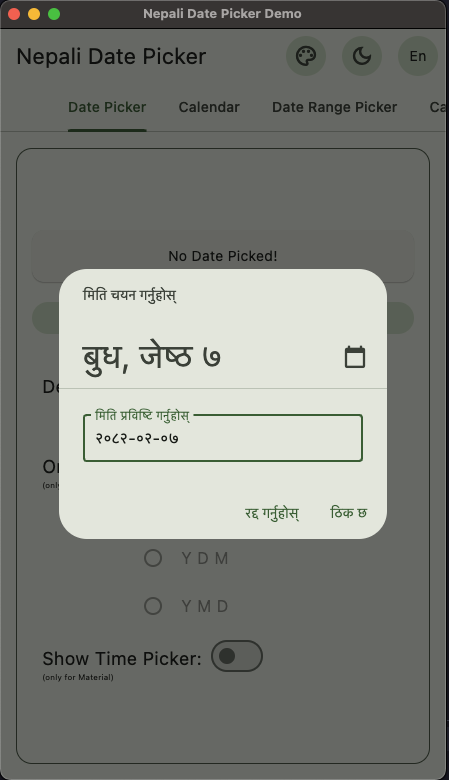 Nepali Date Picker Demo
Nepali Date Picker
En
Date Picker Calendar Date Range Picker Ca
No Date Picked!
मिति चयन गर्नुहोस्
बुध, जेष्ठ ७
De
मिति प्रविष्टि गर्नुहोस्
२०८२-०२-०७
Or
(only
रद्द गर्नुहोस् ठिक छ
Y D M
Y M D
Show Time Picker:
(only for Material)